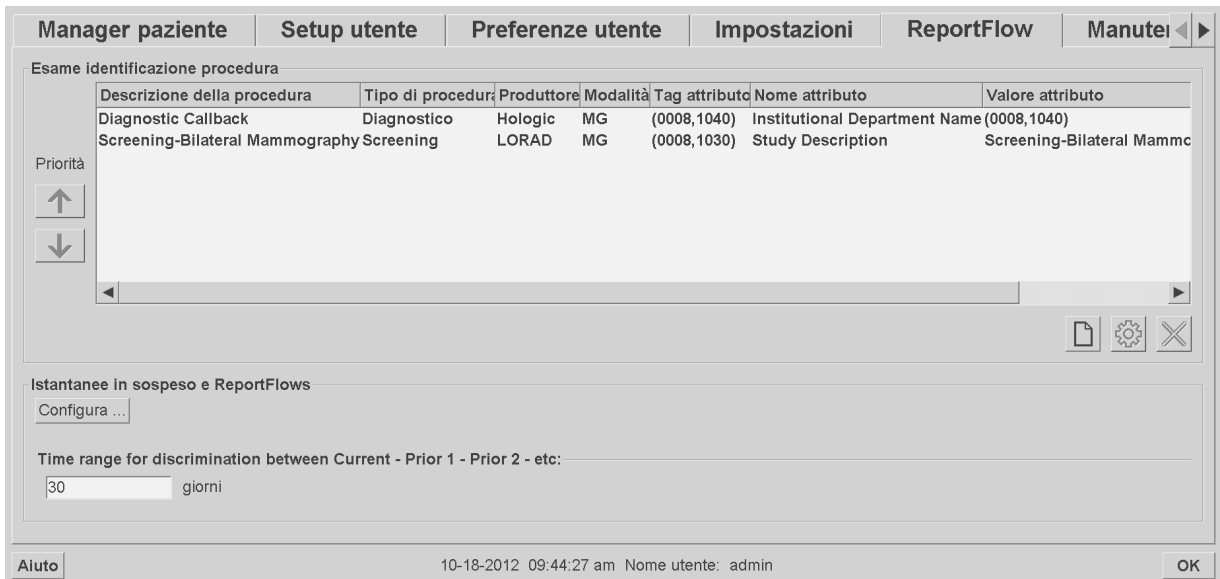 Manager paziente Setup utente Preferenze utente Impostazioni ReportFlow
Esame identificazione procedura
Descrizione della procedura Tipo di procedura Produttore Modalità Tag attributo Nome attributo Valore attributo
Diagnostic Callback Diagnostico Hologic MG (0008,1040) Institutional Department Name (0008,1040)
Screening-Bilateral Mammography Screening LORAD MG (0008,1030) Study Description Screening-Bilateral Mammo
Priorità
Istantanee in sospeso e ReportFlows
Configura ...
Time range for discrimination between Current - Prior 1 - Prior 2 - etc:
30 giorni
Aiuto 10-18-2012 09:44:27 am Nome utente: admin OK